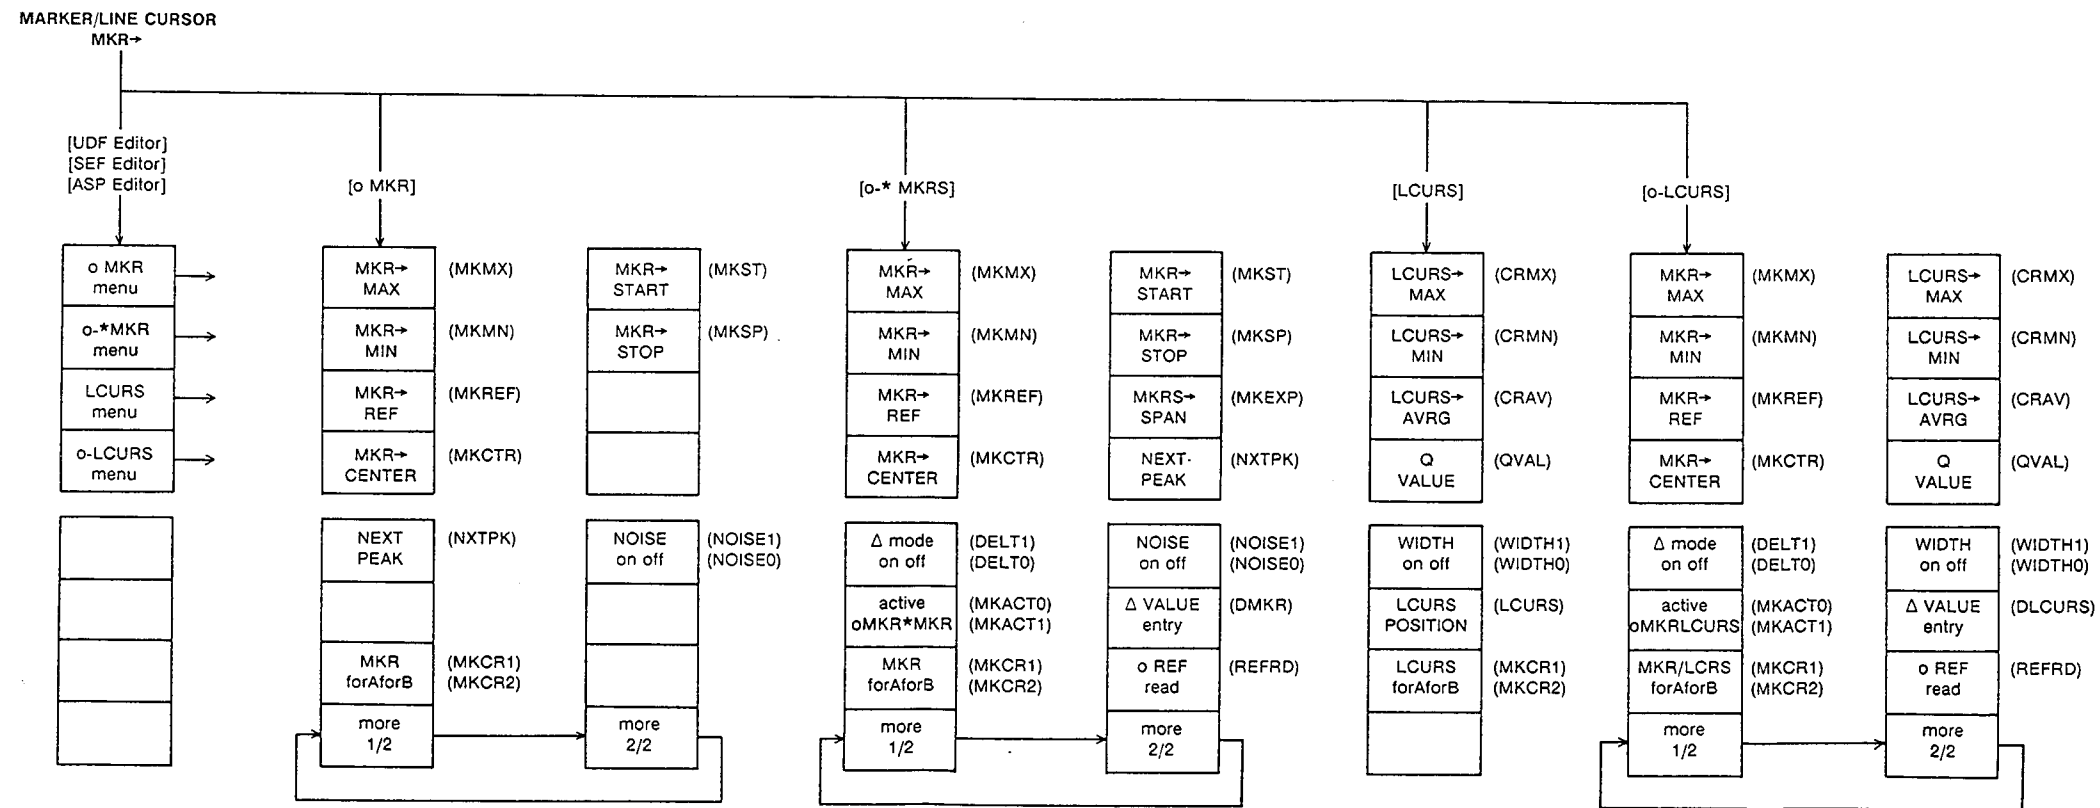 MARKER/LINE CURSOR
MKR→
[UDF Editor]
[SEF Editor]
[ASP Editor]
o MKR
menu
o-*MKR
menu
LCURS
menu
o-LCURS
menu
[o MKR]
MKR→
MAX
(MKMX)
MKR→
MIN
(MKMN)
MKR→
REF
(MKREF)
MKR→
CENTER
(MKCTR)
NEXT
PEAK
(NXTPK)
MKR
forAforB
(MKCR1)
(MKCR2)
more
1/2
MKR→
START
(MKST)
MKR→
STOP
(MKSP)
NOISE
on off
(NOISE1)
(NOISE0)
more
2/2
[o-* MKRS]
MKR→
MAX
(MKMX)
MKR→
MIN
(MKMN)
MKR→
REF
(MKREF)
MKR→
CENTER
(MKCTR)
Δ mode
on off
(DELT1)
(DELT0)
active
oMKR*MKR
(MKACT0)
(MKACT1)
MKR
forAforB
(MKCR1)
(MKCR2)
more
1/2
MKR→
START
(MKST)
MKR→
STOP
(MKSP)
MKRS→
SPAN
(MKEXP)
NEXT·
PEAK
(NXTPK)
NOISE
on off
(NOISE1)
(NOISE0)
Δ VALUE
entry
(DMKR)
o REF
read
(REFRD)
more
2/2
[LCURS]
LCURS→
MAX
(CRMX)
LCURS→
MIN
(CRMN)
LCURS→
AVRG
(CRAV)
Q
VALUE
(QVAL)
WIDTH
on off
(WIDTH1)
(WIDTH0)
LCURS
POSITION
(LCURS)
LCURS
forAforB
(MKCR1)
(MKCR2)
[o-LCURS]
MKR→
MAX
(MKMX)
MKR→
MIN
(MKMN)
MKR→
REF
(MKREF)
MKR→
CENTER
(MKCTR)
Δ mode
on off
(DELT1)
(DELT0)
active
oMKRLCURS
(MKACT0)
(MKACT1)
MKR/LCRS
forAforB
(MKCR1)
(MKCR2)
more
1/2
LCURS→
MAX
(CRMX)
LCURS→
MIN
(CRMN)
LCURS→
AVRG
(CRAV)
Q
VALUE
(QVAL)
WIDTH
on off
(WIDTH1)
(WIDTH0)
Δ VALUE
entry
(DLCURS)
o REF
read
(REFRD)
more
2/2